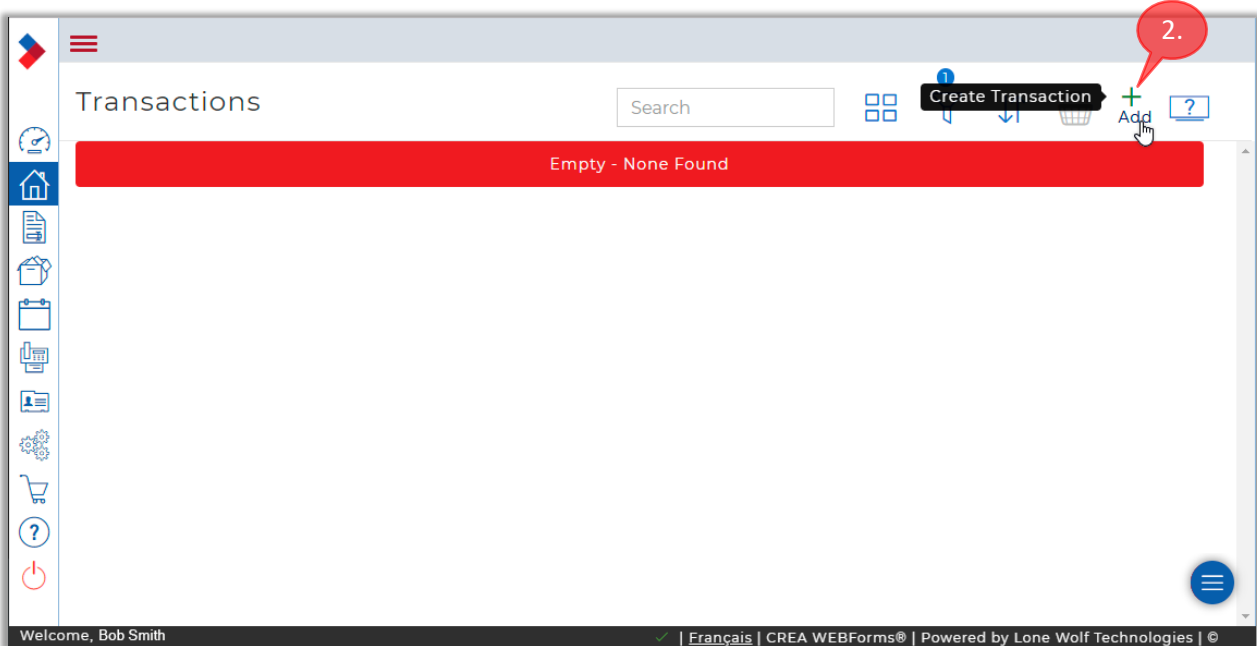 2.
Transactions
Search
1
Create Transaction
Add
?
Empty - None Found
?
Welcome, Bob Smith
| Français | CREA WEBForms® | Powered by Lone Wolf Technologies | ©